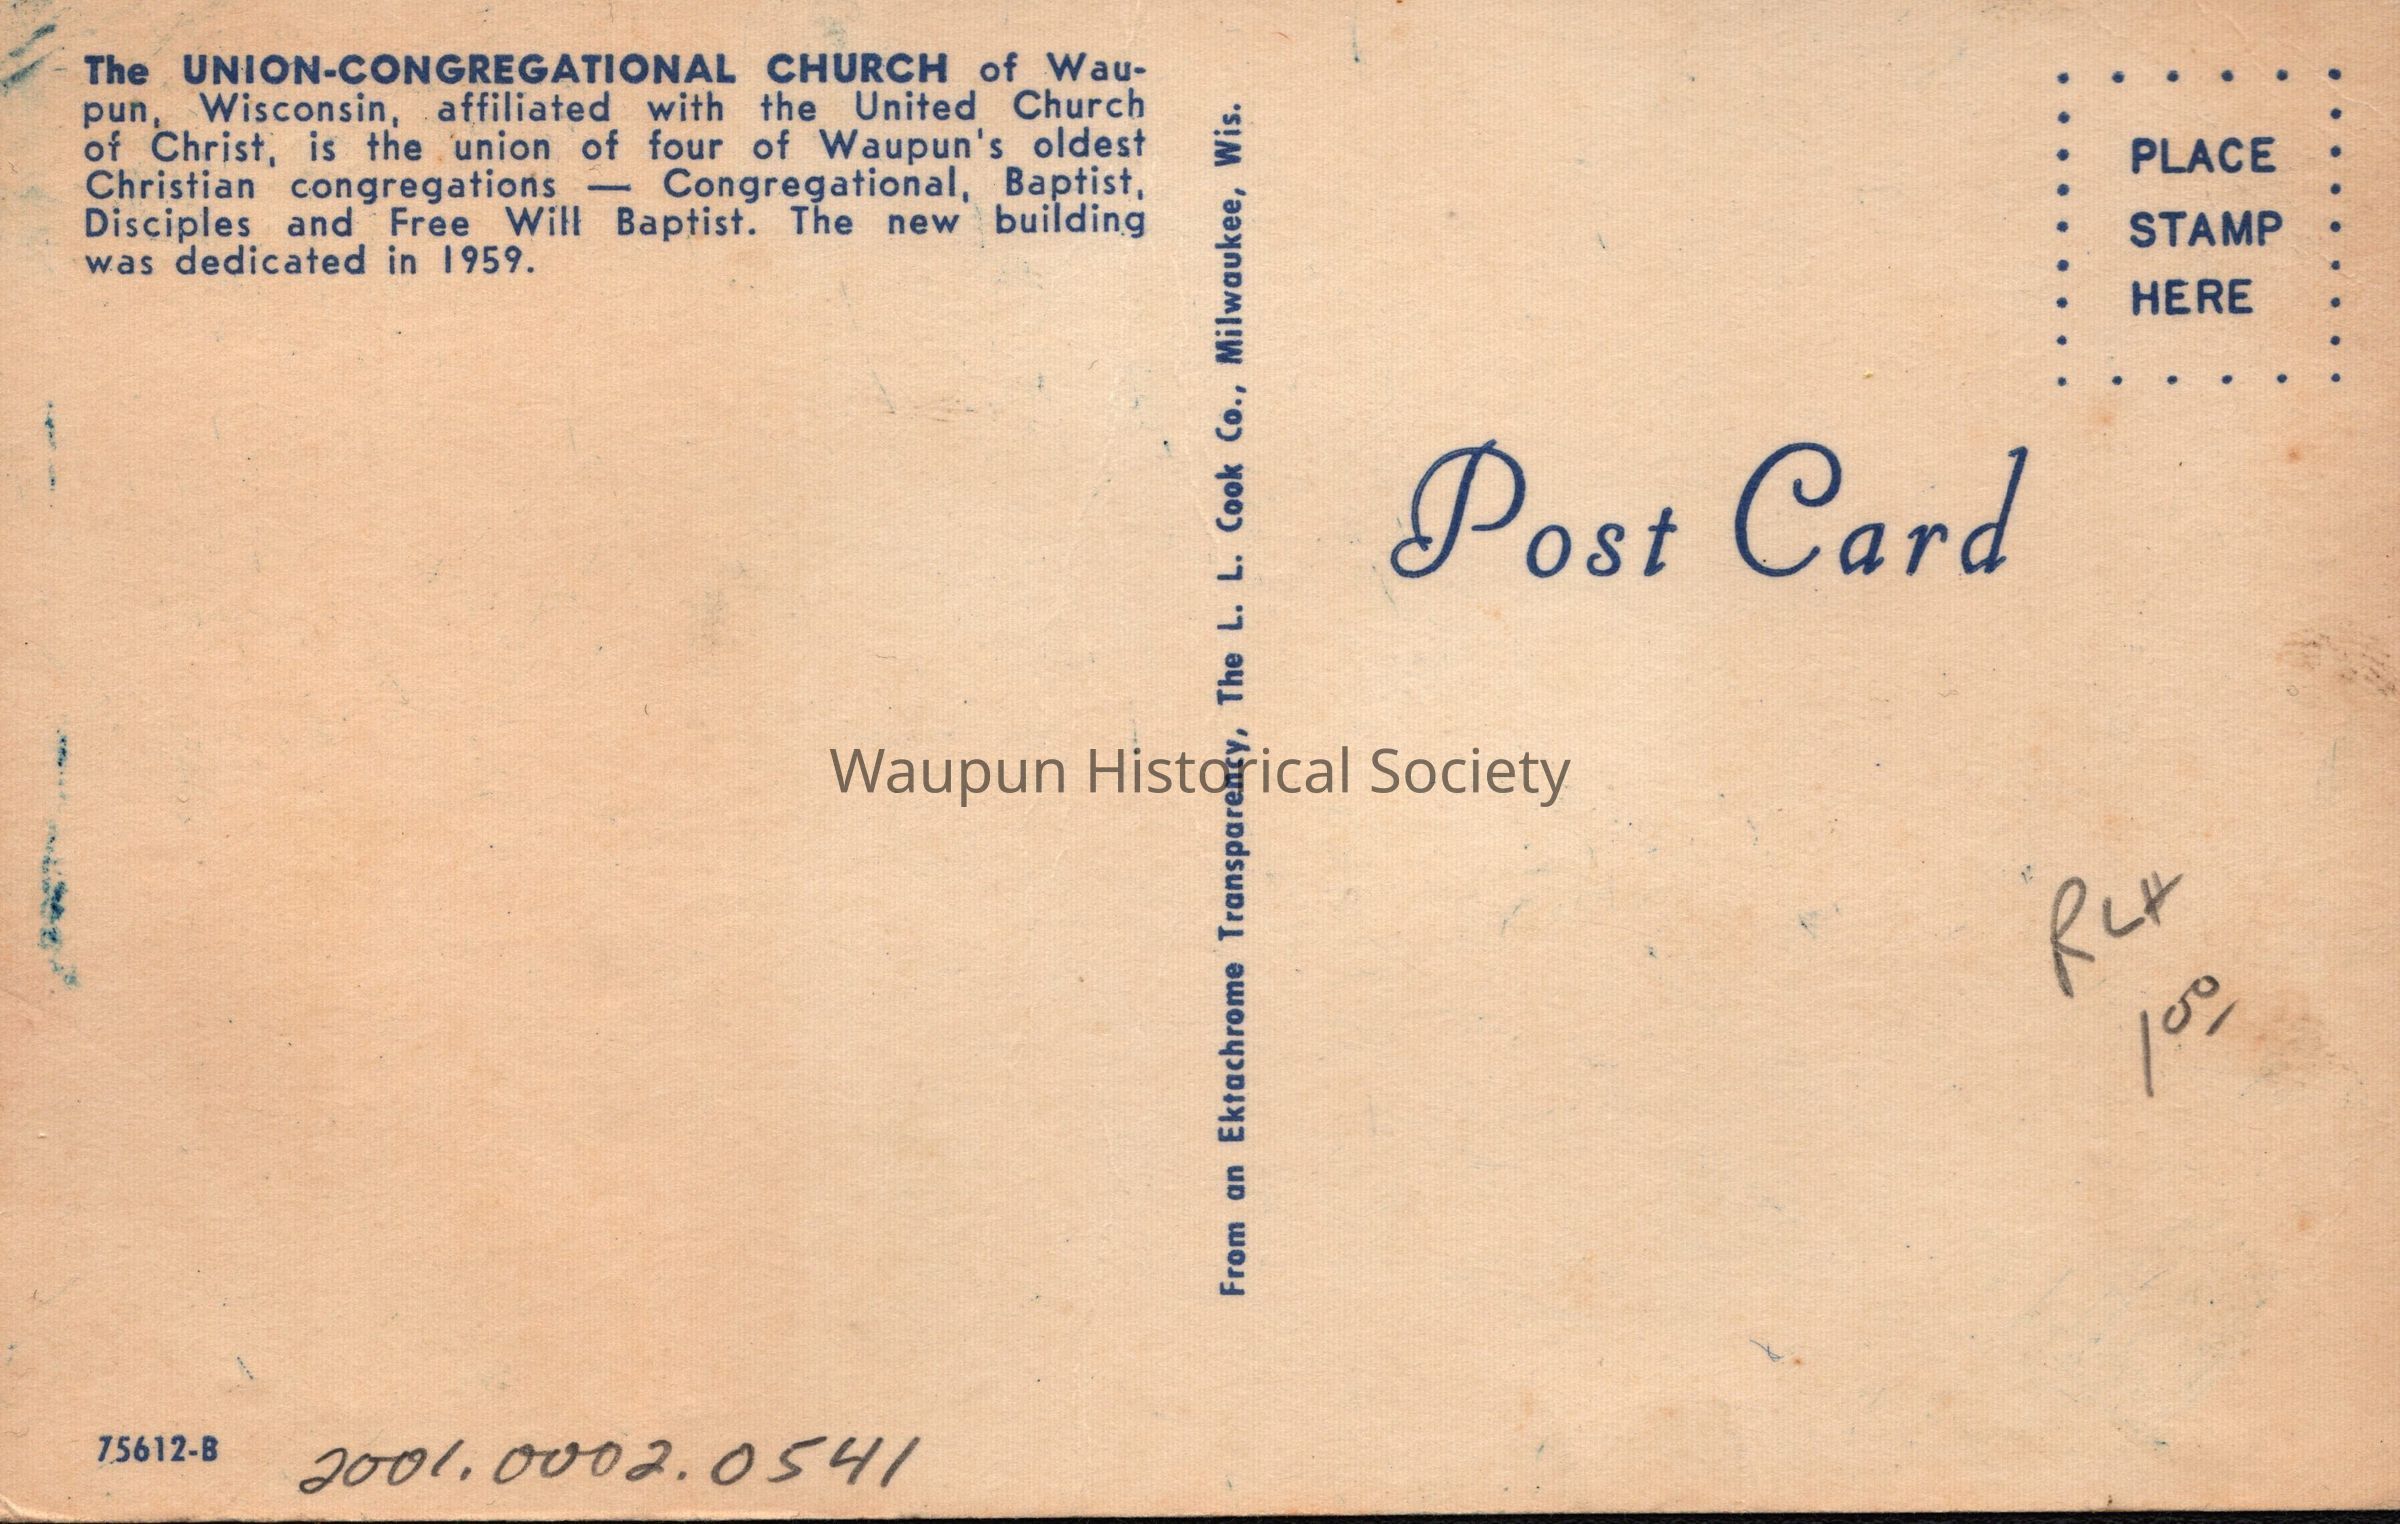 The UNION-CONGREGATIONAL CHURCH of Wau-
pun, Wisconsin, affiliated with the United Church
of Christ, is the union of four of Waupun's oldest
Christian congregations — Congregational, Baptist,
Disciples and Free Will Baptist. The new building
was dedicated in 1959.
From an Ektachrome Transparency, The L. L. Cook Co., Milwaukee, Wis.
PLACE
STAMP
HERE
Post Card
Waupun Historical Society
RLH
75612-B
2001.0002.0541